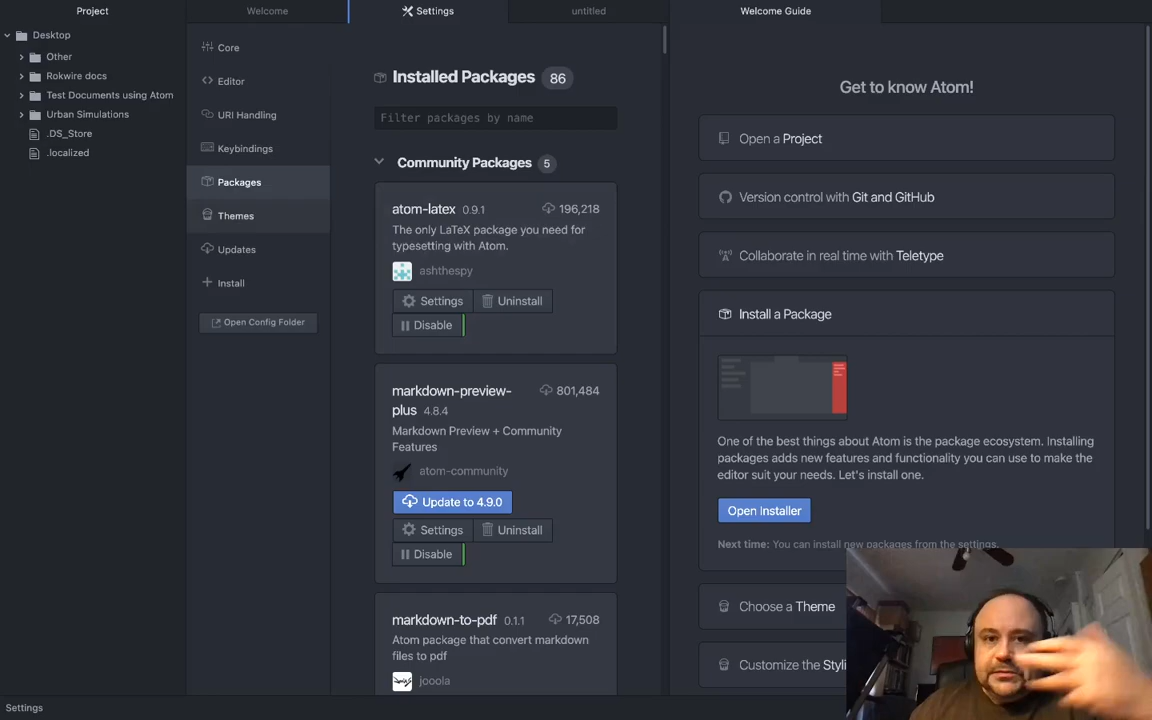 Project
Desktop
Other
Rokwire docs
Test Documents using Atom
Urban Simulations
.DS_Store
.localized
Welcome
Settings
untitled
Welcome Guide
Core
Editor
URI Handling
Keybindings
Packages
Themes
Updates
Install
Open Config Folder
Installed Packages 86
Filter packages by name
Community Packages 5
atom-latex 0.9.1 196,218
The only LaTeX package you need for
typesetting with Atom.
ashthespy
Settings Uninstall
Disable
markdown-preview-
plus 4.8.4 801,484
Markdown Preview + Community
Features
atom-community
Update to 4.9.0
Settings Uninstall
Disable
markdown-to-pdf 0.1.1 17,508
Atom package that convert markdown
files to pdf
jooola
Get to know Atom!
Open a Project
Version control with Git and GitHub
Collaborate in real time with Teletype
Install a Package
One of the best things about Atom is the package ecosystem. Installing
packages adds new features and functionality you can use to make the
editor suit your needs. Let's install one.
Open Installer
Next time: You can install new packages from the settings.
Choose a Theme
Customize the Styli
Settings